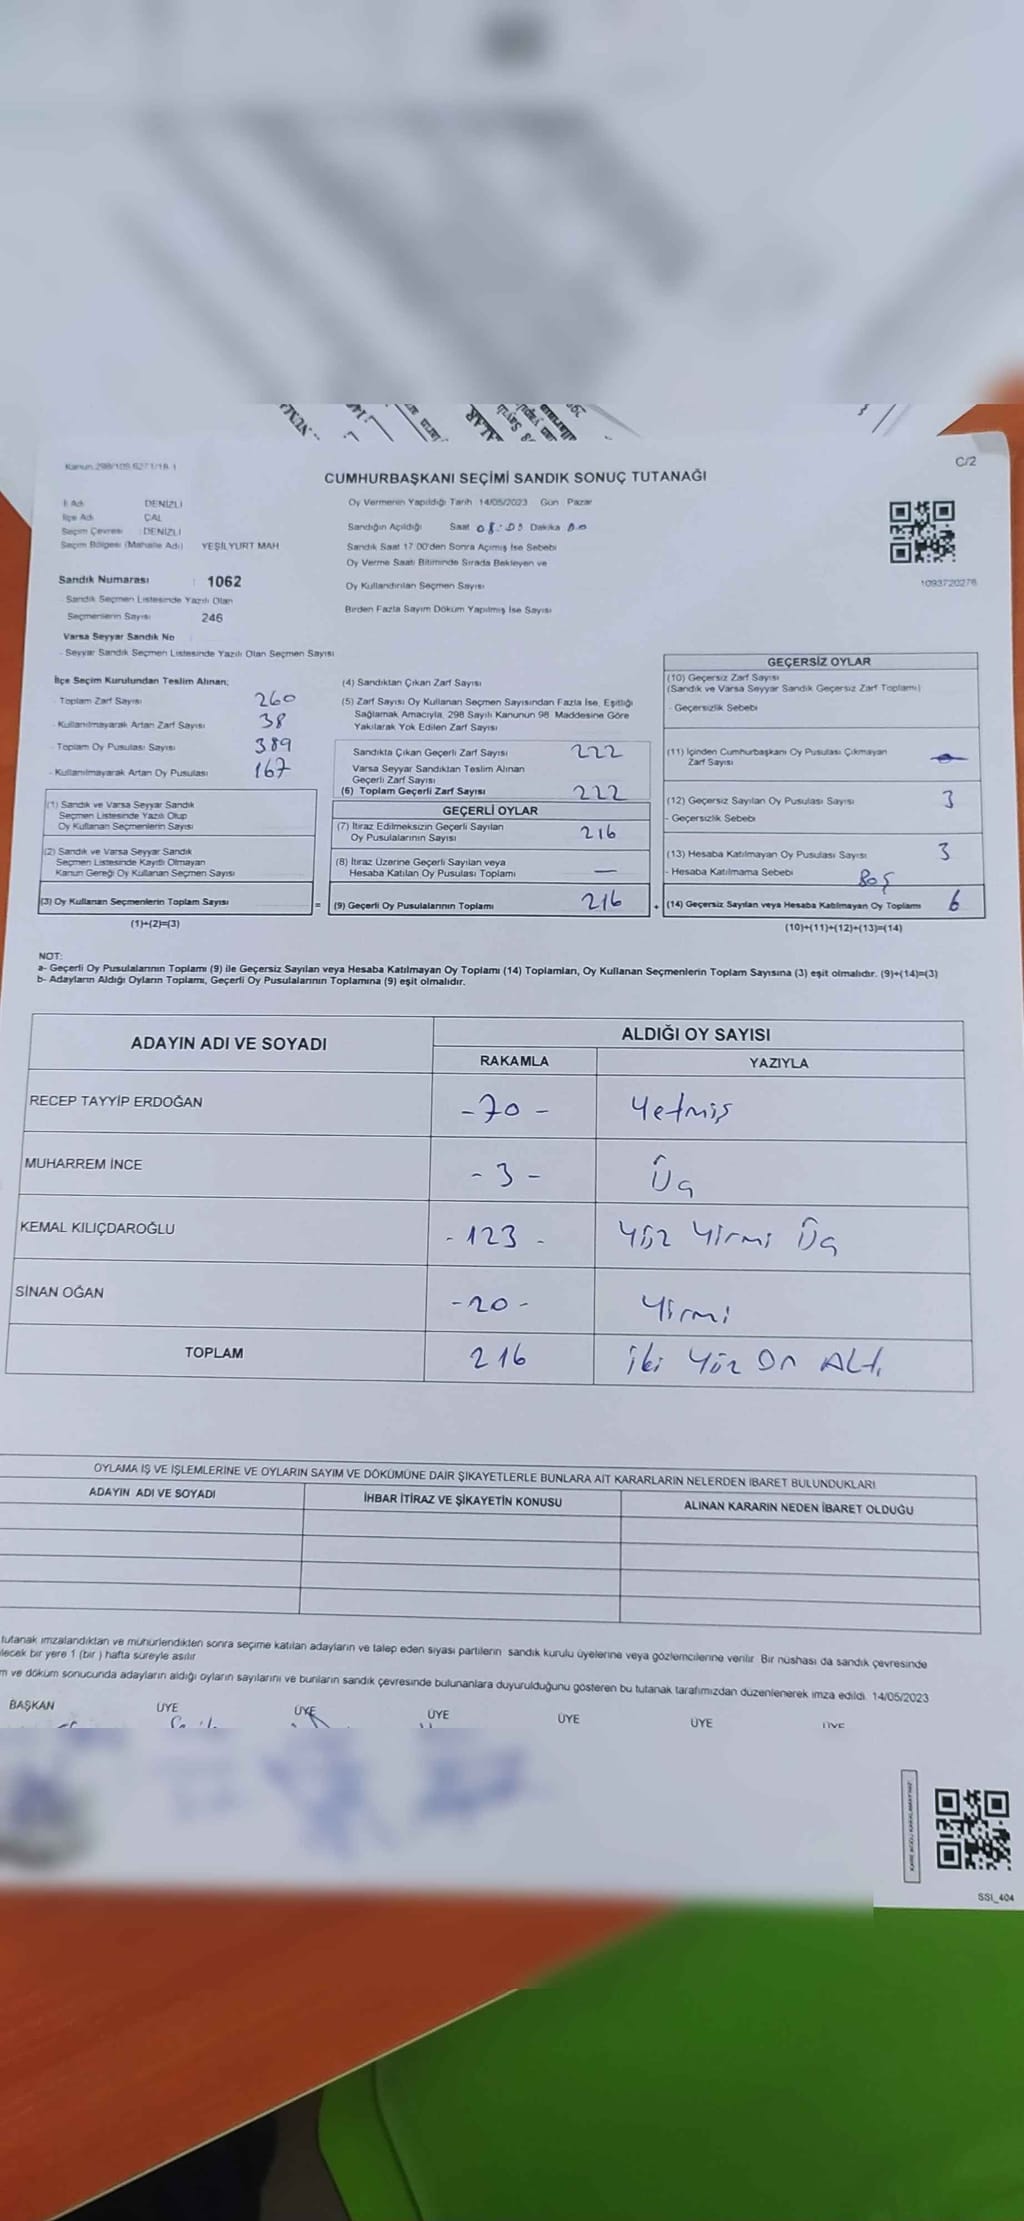 Kanun.298/109.627 1/18-1
C/2
CUMHURBAŞKANI SEÇİMİ SANDIK SONUÇ TUTANAĞI
İl Adı DENİZLİ
İlçe Adı ÇAL
Seçim Çevresi : DENİZLİ
Seçim Bölgesi (Mahalle Adı) YEŞİLYURT MAH
Oy Vermenin Yapıldığı Tarih 14/05/2023 Gün Pazar
Sandığın Açıldığı Saat 08:00 Dakika
Sandık Saat 17:00'den Sonra Açımış İse Sebebi
Oy Verme Saati Bitiminde Sırada Bekleyen ve
Oy Kullandırılan Seçmen Sayısı
Birden Fazla Sayım Döküm Yapılmış İse Sayısı
1093720276
Sandık Numarası : 1062
- Sandık Seçmen Listesinde Yazılı Olan
Seçmenlerin Sayısı 246
Varsa Seyyar Sandık No
- Seyyar Sandık Seçmen Listesinde Yazılı Olan Seçmen Sayısı
İlçe Seçim Kurulundan Teslim Alınan;
- Toplam Zarf Sayısı 260
- Kullanılmayarak Artan Zarf Sayısı 38
- Toplam Oy Pusulası Sayısı 389
- Kullanılmayarak Artan Oy Pusulası 167
(1) Sandık ve Varsa Seyyar Sandık
Seçmen Listesinde Yazılı Olup
Oy Kullanan Seçmenlerin Sayısı
(2) Sandık ve Varsa Seyyar Sandık
Seçmen Listesinde Kayıtlı Olmayan
Kanun Gereği Oy Kullanan Seçmen Sayısı
(3) Oy Kullanan Seçmenlerin Toplam Sayısı =
(1)+(2)=(3)
(4) Sandıktan Çıkan Zarf Sayısı
(5) Zarf Sayısı Oy Kullanan Seçmen Sayısından Fazla İse, Eşitliği
Sağlamak Amacıyla, 298 Sayılı Kanunun 98. Maddesine Göre
Yakılarak Yok Edilen Zarf Sayısı
Sandıkta Çıkan Geçerli Zarf Sayısı 222
Varsa Seyyar Sandıktan Teslim Alınan
Geçerli Zarf Sayısı
(6) Toplam Geçerli Zarf Sayısı 222
GEÇERLİ OYLAR
(7) İtiraz Edilmeksizin Geçerli Sayılan
Oy Pusulalarının Sayısı 216
(8) İtiraz Üzerine Geçerli Sayılan veya
Hesaba Katılan Oy Pusulası Toplamı —
(9) Geçerli Oy Pusulalarının Toplamı 216 +
GEÇERSİZ OYLAR
(10) Geçersiz Zarf Sayısı
(Sandık ve Varsa Seyyar Sandık Geçersiz Zarf Toplamı)
- Geçersizlik Sebebi
(11) İçinden Cumhurbaşkanı Oy Pusulası Çıkmayan
Zarf Sayısı
(12) Geçersiz Sayılan Oy Pusulası Sayısı 3
- Geçersizlik Sebebi
(13) Hesaba Katılmayan Oy Pusulası Sayısı 3
- Hesaba Katılmama Sebebi Boş
(14) Geçersiz Sayılan veya Hesaba Katılmayan Oy Toplamı 6
(10)+(11)+(12)+(13)=(14)
NOT:
a- Geçerli Oy Pusulalarının Toplamı (9) ile Geçersiz Sayılan veya Hesaba Katılmayan Oy Toplamı (14) Toplamları, Oy Kullanan Seçmenlerin Toplam Sayısına (3) eşit olmalıdır. (9)+(14)=(3)
b- Adayların Aldığı Oyların Toplamı, Geçerli Oy Pusulalarının Toplamına (9) eşit olmalıdır.
ADAYIN ADI VE SOYADI
ALDIĞI OY SAYISI
RAKAMLA YAZIYLA
RECEP TAYYİP ERDOĞAN -70- Yetmiş
MUHARREM İNCE -3- Üç
KEMAL KILIÇDAROĞLU -123- Yüz Yirmi Üç
SİNAN OĞAN -20- Yirmi
TOPLAM 216 iki Yüz On Altı
OYLAMA İŞ VE İŞLEMLERİNE VE OYLARIN SAYIM VE DÖKÜMÜNE DAİR ŞİKAYETLERLE BUNLARA AİT KARARLARIN NELERDEN İBARET BULUNDUKLARI
ADAYIN ADI VE SOYADI İHBAR İTİRAZ VE ŞİKAYETİN KONUSU ALINAN KARARIN NEDEN İBARET OLDUĞU
tutanak imzalandıktan ve mühürlendikten sonra seçime katılan adayların ve talep eden siyasi partilerin sandık kurulu üyelerine veya gözlemcilerine verilir. Bir nüshası da sandık çevresinde
lecek bir yere 1 (bir ) hafta süreyle asılır
m ve döküm sonucunda adayların aldığı oyların sayılarını ve bunların sandık çevresinde bulunanlara duyurulduğunu gösteren bu tutanak tarafımızdan düzenlenerek imza edildi. 14/05/2023
BAŞKAN ÜYE ÜYE ÜYE ÜYE ÜYE ÜYE
SSI_404